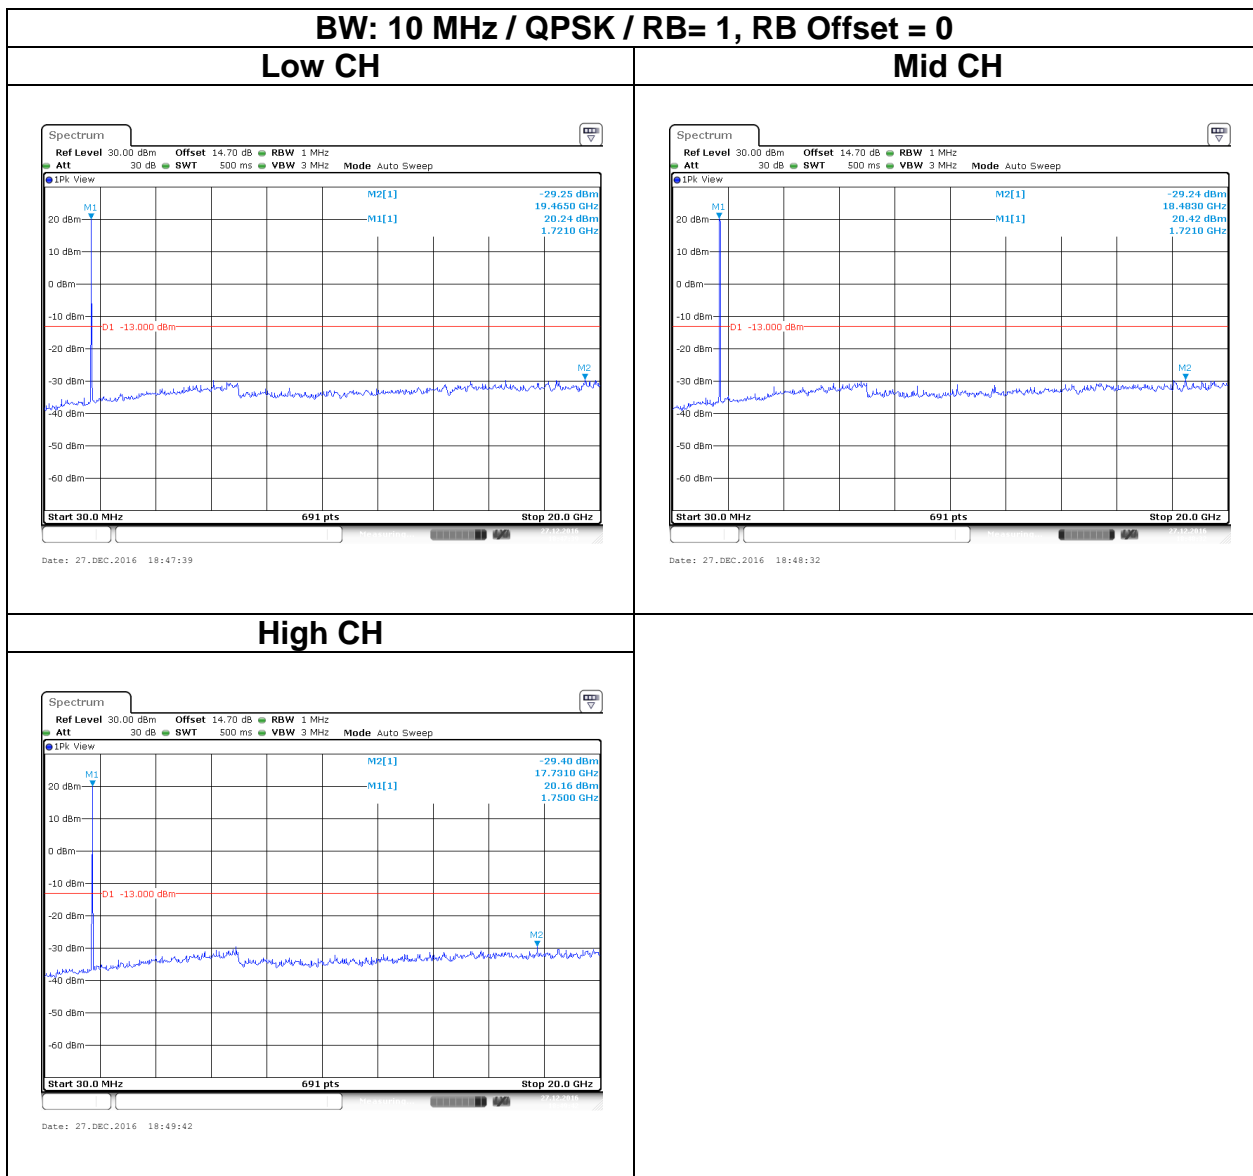 BW: 10 MHz / QPSK / RB= 1, RB Offset = 0
Low CH
Mid CH
Spectrum
Ref Level 30.00 dBm Offset 14.70 dB RBW 1 MHz
Att 30 dB SWT 500 ms VBW 3 MHz Mode Auto Sweep
1Pk View
M2[1] -29.25 dBm
19.4650 GHz
M1[1] 20.24 dBm
1.7210 GHz
M1
20 dBm
10 dBm
0 dBm
-10 dBm
D1 -13.000 dBm
-20 dBm
M2
-30 dBm
-40 dBm
-50 dBm
-60 dBm
Start 30.0 MHz 691 pts Stop 20.0 GHz
Measuring 27.12.2016
Date: 27.DEC.2016 18:47:39
Spectrum
Ref Level 30.00 dBm Offset 14.70 dB RBW 1 MHz
Att 30 dB SWT 500 ms VBW 3 MHz Mode Auto Sweep
1Pk View
M2[1] -29.24 dBm
18.4830 GHz
M1[1] 20.42 dBm
1.7210 GHz
M1
20 dBm
10 dBm
0 dBm
-10 dBm
D1 -13.000 dBm
-20 dBm
M2
-30 dBm
-40 dBm
-50 dBm
-60 dBm
Start 30.0 MHz 691 pts Stop 20.0 GHz
Measuring 27.12.2016
Date: 27.DEC.2016 18:48:32
High CH
Spectrum
Ref Level 30.00 dBm Offset 14.70 dB RBW 1 MHz
Att 30 dB SWT 500 ms VBW 3 MHz Mode Auto Sweep
1Pk View
M2[1] -29.40 dBm
17.7310 GHz
M1[1] 20.16 dBm
1.7500 GHz
M1
20 dBm
10 dBm
0 dBm
-10 dBm
D1 -13.000 dBm
-20 dBm
M2
-30 dBm
-40 dBm
-50 dBm
-60 dBm
Start 30.0 MHz 691 pts Stop 20.0 GHz
Measuring 27.12.2016
Date: 27.DEC.2016 18:49:42